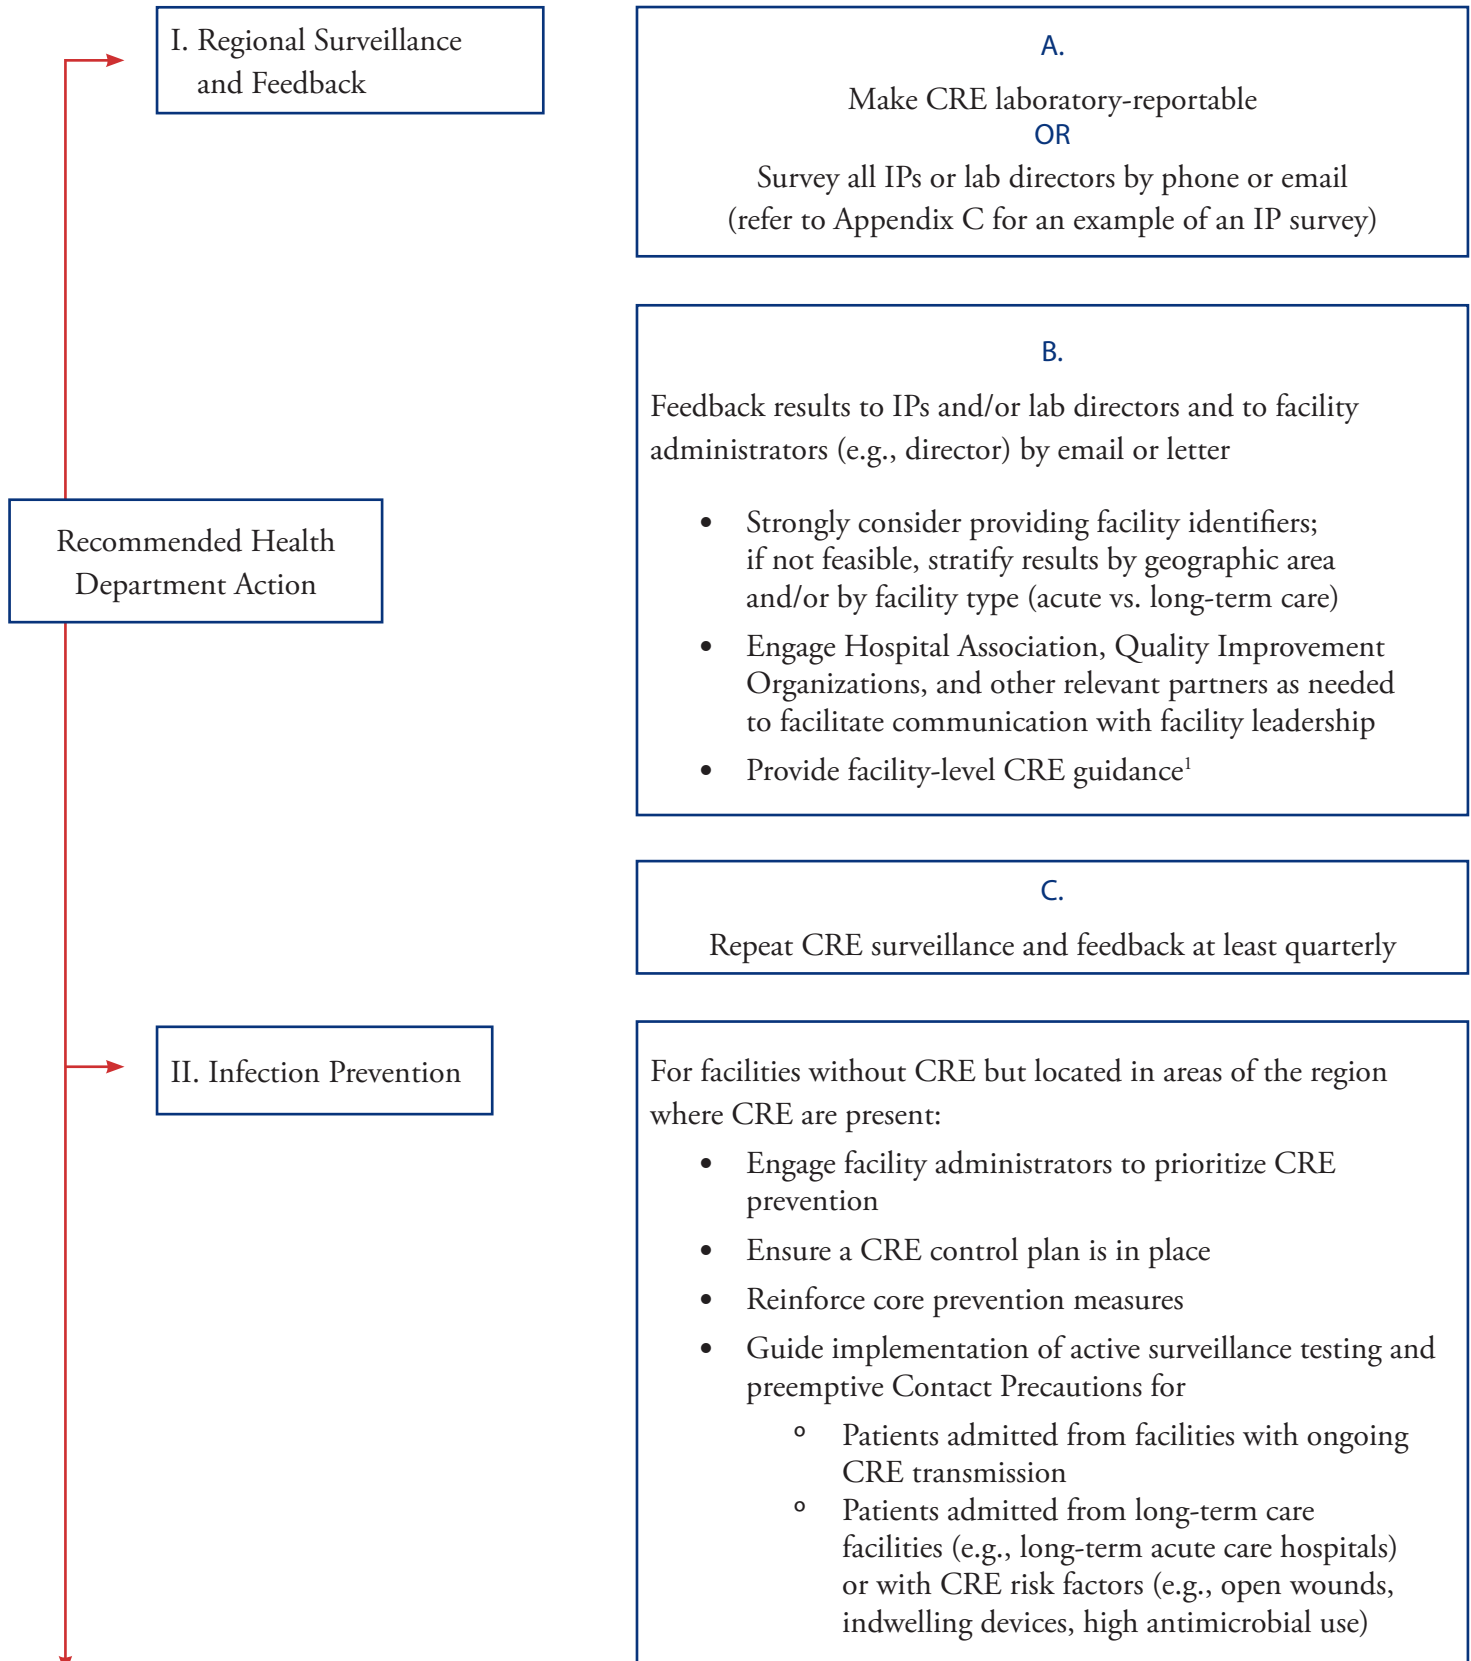 I. Regional Surveillance
and Feedback
A.
Make CRE laboratory-reportable
OR
Survey all IPs or lab directors by phone or email
(refer to Appendix C for an example of an IP survey)
B.
Feedback results to IPs and/or lab directors and to facility
administrators (e.g., director) by email or letter
• Strongly consider providing facility identifiers;
if not feasible, stratify results by geographic area
and/or by facility type (acute vs. long-term care)
• Engage Hospital Association, Quality Improvement
Organizations, and other relevant partners as needed
to facilitate communication with facility leadership
• Provide facility-level CRE guidance¹
Recommended Health
Department Action
C.
Repeat CRE surveillance and feedback at least quarterly
II. Infection Prevention
For facilities without CRE but located in areas of the region
where CRE are present:
• Engage facility administrators to prioritize CRE
prevention
• Ensure a CRE control plan is in place
• Reinforce core prevention measures
• Guide implementation of active surveillance testing and
preemptive Contact Precautions for
º Patients admitted from facilities with ongoing
CRE transmission
º Patients admitted from long-term care
facilities (e.g., long-term acute care hospitals)
or with CRE risk factors (e.g., open wounds,
indwelling devices, high antimicrobial use)